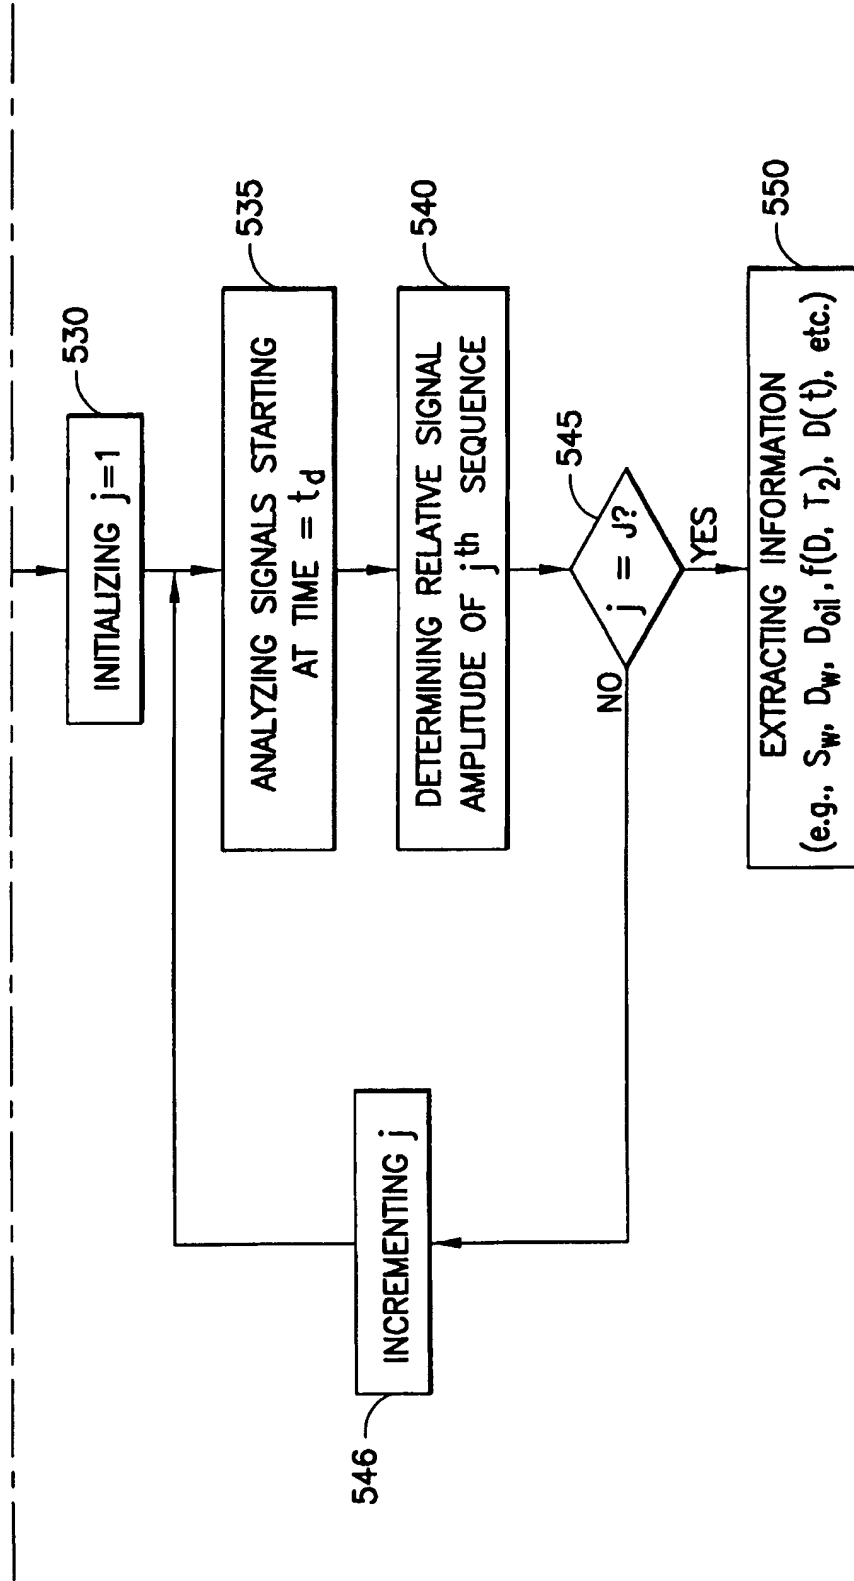 530
INITIALIZING j=1
535
ANALYZING SIGNALS STARTING
AT TIME = t_d
540
DETERMINING RELATIVE SIGNAL
AMPLITUDE OF j^th SEQUENCE
545
j = J?
NO
YES
546
INCREMENTING j
550
EXTRACTING INFORMATION
(e.g., S_w, D_w, D_oil, f(D, T_2), D(t), etc.)